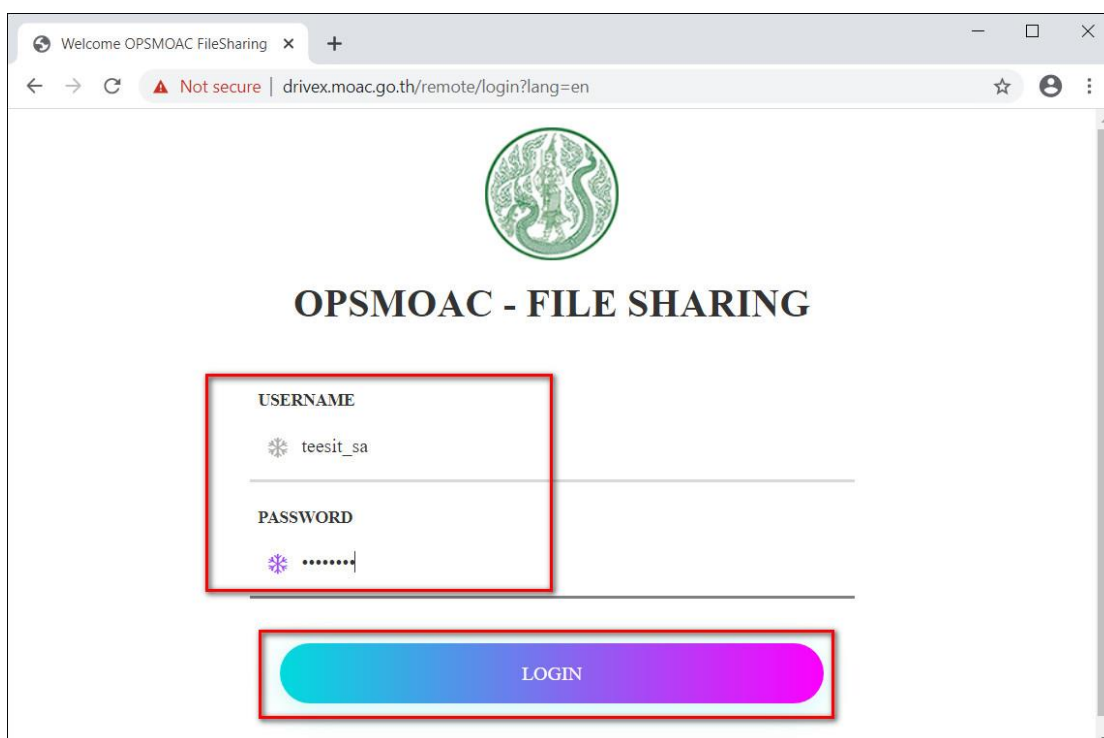 Welcome OPSMOAC FileSharing
Not secure | drivex.moac.go.th/remote/login?lang=en
OPSMOAC - FILE SHARING
USERNAME
teesit_sa
PASSWORD
••••••••
LOGIN